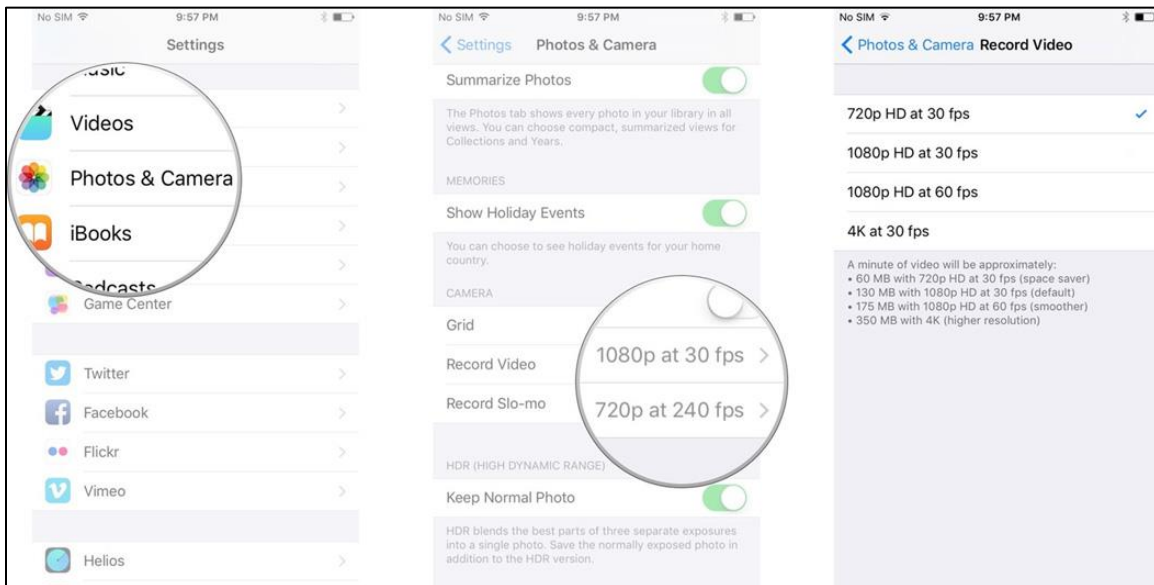 No SIM
9:57 PM
Settings
Music
Videos
Photos & Camera
iBooks
Podcasts
Game Center
Twitter
Facebook
Flickr
Vimeo
Helios
No SIM
9:57 PM
Settings
Photos & Camera
Summarize Photos
The Photos tab shows every photo in your library in all
views. You can choose compact, summarized views for
Collections and Years.
MEMORIES
Show Holiday Events
You can choose to see holiday events for your home
country.
CAMERA
Grid
Record Video
1080p at 30 fps
Record Slo-mo
720p at 240 fps
HDR (HIGH DYNAMIC RANGE)
Keep Normal Photo
HDR blends the best parts of three separate exposures
into a single photo. Save the normally exposed photo in
addition to the HDR version.
No SIM
9:57 PM
Photos & Camera
Record Video
720p HD at 30 fps
1080p HD at 30 fps
1080p HD at 60 fps
4K at 30 fps
A minute of video will be approximately:
• 60 MB with 720p HD at 30 fps (space saver)
• 130 MB with 1080p HD at 30 fps (default)
• 175 MB with 1080p HD at 60 fps (smoother)
• 350 MB with 4K (higher resolution)